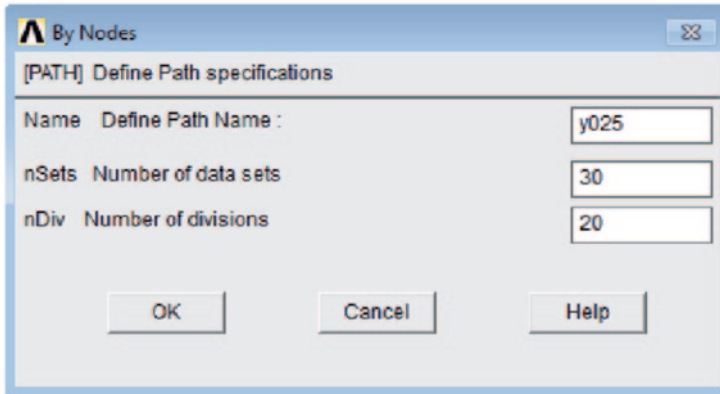 By Nodes
[PATH] Define Path specifications
Name Define Path Name : y025
nSets Number of data sets 30
nDiv Number of divisions 20
OK Cancel Help